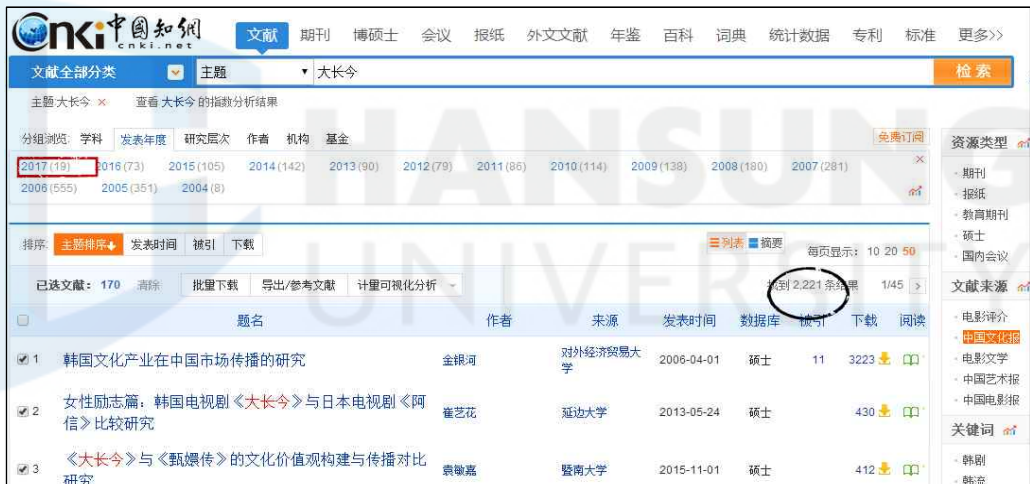 Cnki中国知网
cnki.net
文献 期刊 博硕士 会议 报纸 外文文献 年鉴 百科 词典 统计数据 专利 标准 更多>>
文献全部分类 主题 大长今 检索
主题:大长今 × 查看 大长今 的指数分析结果
分组浏览: 学科 发表年度 研究层次 作者 机构 基金 免费订阅
2017(19) 2016(73) 2015(105) 2014(142) 2013(90) 2012(79) 2011(86) 2010(114) 2009(138) 2008(180) 2007(281) ×
2006(555) 2005(351) 2004(8)
排序: 主题排序 发表时间 被引 下载 列表 摘要 每页显示: 10 20 50
已选文献: 170 清除 批量下载 导出/参考文献 计量可视化分析 找到 2,221 条结果 1/45 >
题名 作者 来源 发表时间 数据库 被引 下载 阅读
1 韩国文化产业在中国市场传播的研究 金银河 对外经济贸易大学 2006-04-01 硕士 11 3223
2 女性励志篇:韩国电视剧《大长今》与日本电视剧《阿信》比较研究 崔艺花 延边大学 2013-05-24 硕士 430
3 《大长今》与《甄嬛传》的文化价值观构建与传播对比研究 袁敏嘉 暨南大学 2015-11-01 硕士 412
资源类型
· 期刊
· 报纸
· 教育期刊
· 硕士
· 国内会议
文献来源
· 电影评介
· 中国文化报
· 电影文学
· 中国艺术报
· 中国电影报
关键词
· 韩剧
· 韩流
HANSUNG
UNIVERSITY